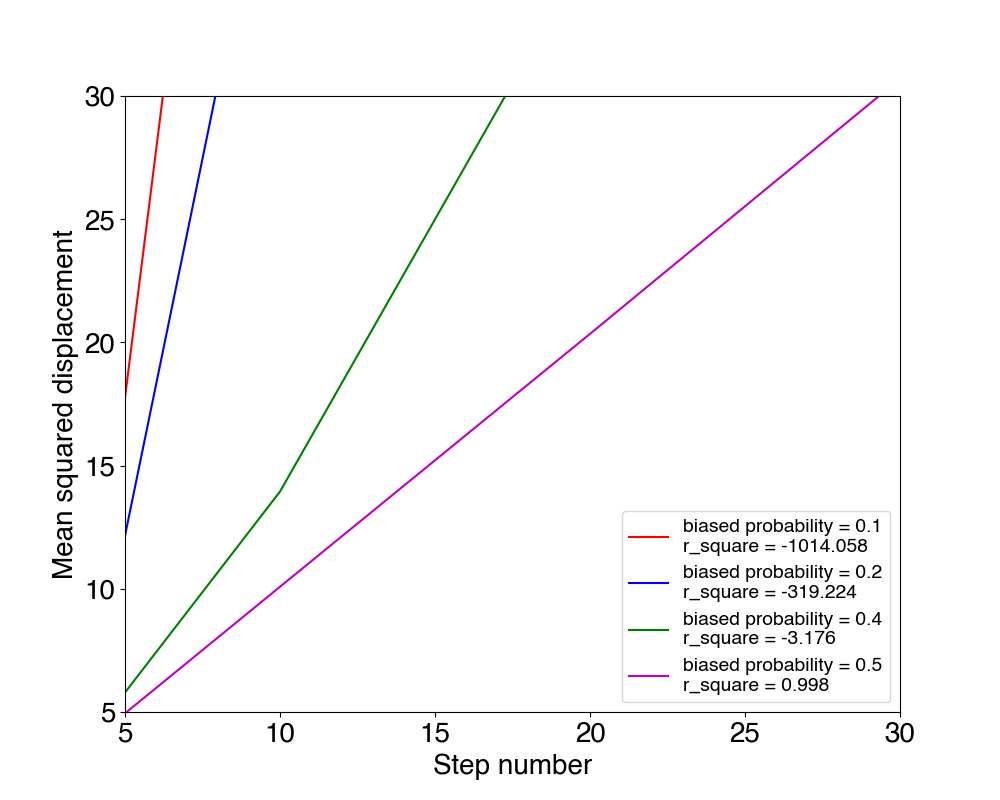 30
25
20
15
10
5
Mean squared displacement
5 10 15 20 25 30
Step number
biased probability = 0.1
r_square = -1014.058
biased probability = 0.2
r_square = -319.224
biased probability = 0.4
r_square = -3.176
biased probability = 0.5
r_square = 0.998